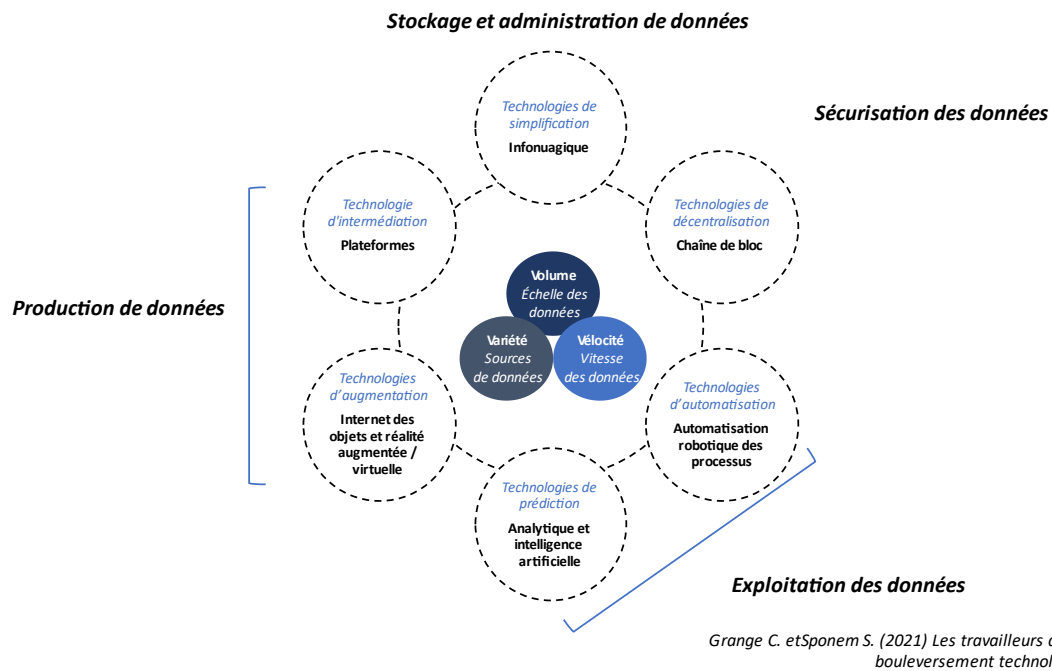 Stockage et administration de données
Technologies de
simplification
Infonuagique
Sécurisation des données
Technologie
d'intermédiation
Plateformes
Technologies de
décentralisation
Chaîne de bloc
Production de données
Volume
Échelle des
données
Variété
Sources
de données
Vélocité
Vitesse
des données
Technologies
d’augmentation
Internet des
objets et réalité
augmentée /
virtuelle
Technologies
d’automatisation
Automatisation
robotique des
processus
Technologies de
prédiction
Analytique et
intelligence
artificielle
Exploitation des données
Grange C. etSponem S. (2021) Les travailleurs
bouleversement